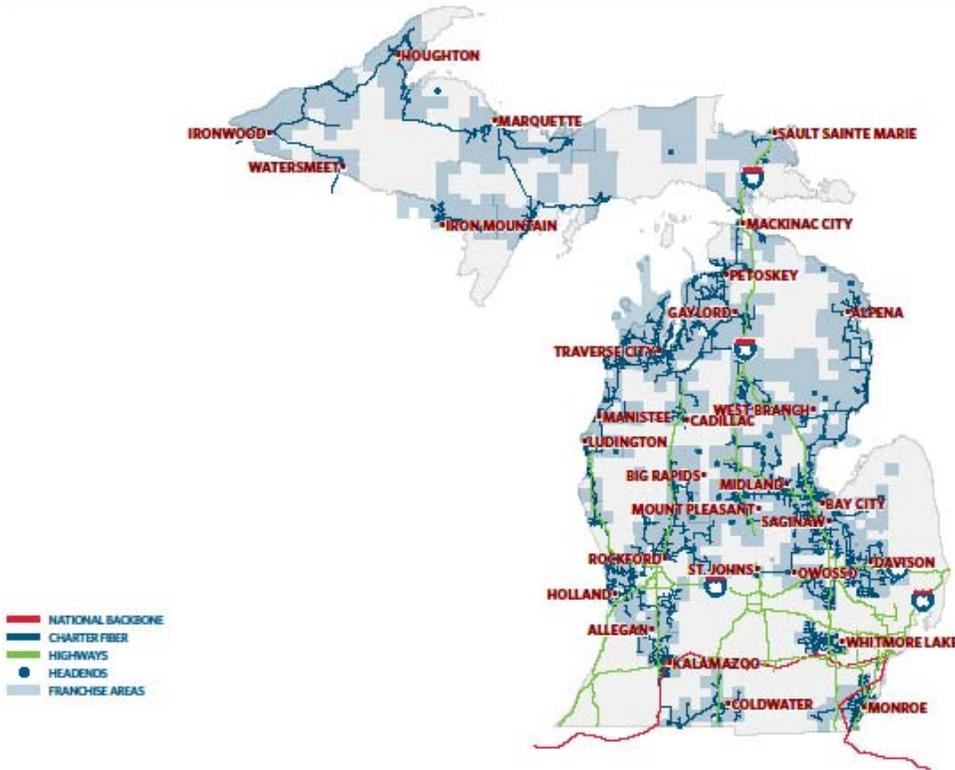 HOUGHTON
MARQUETTE
IRONWOOD
SAULT SAINTE MARIE
WATERSMEET
IRON MOUNTAIN
MACKINAC CITY
PETOSKEY
GAYLORD
ALPENA
TRAVERSE CITY
WEST BRANCH
MANISTEE
CADILLAC
LUDINGTON
BIG RAPIDS
MIDLAND
BAY CITY
MOUNT PLEASANT
SAGINAW
ROCKFORD
ST. JOHNS
OWOSSO
DAVISON
HOLLAND
ALLEGAN
WHITMORE LAKE
KALAMAZOO
COLDWATER
MONROE
NATIONAL BACKBONE
CHARTER FIBER
HIGHWAYS
HEADENDS
FRANCHISE AREAS